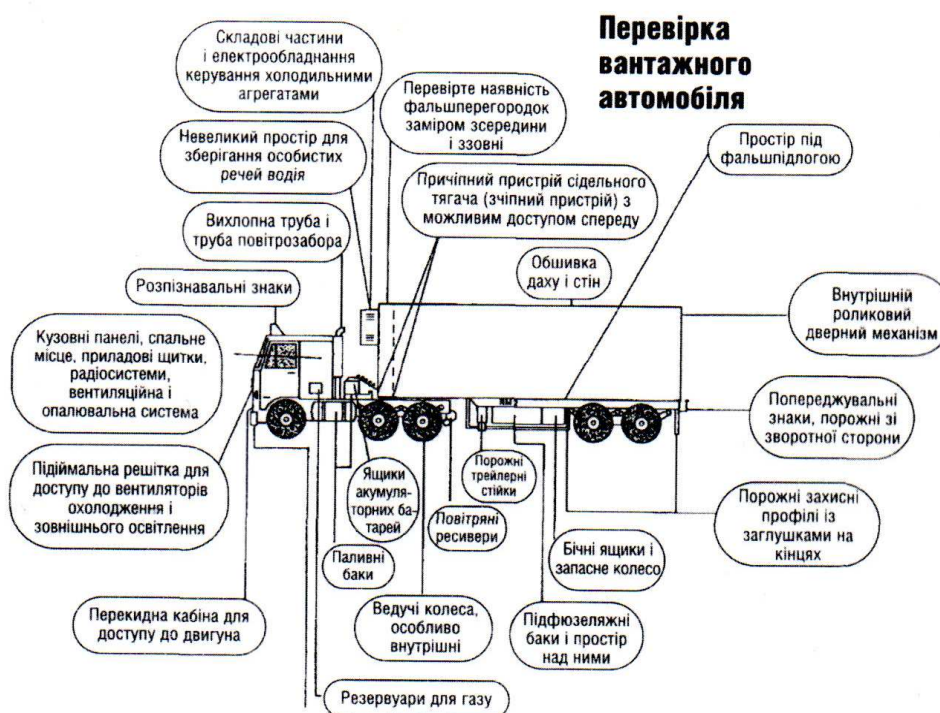 Перевірка
вантажного
автомобіля
Складові частини
і електрообладнання
керування холодильними
агрегатами
Перевірте наявність
фальшперегородок
заміром зсередини
і ззовні
Простір під
фальшпідлогою
Невеликий простір для
зберігання особистих
речей водія
Причіпний пристрій сідельного
тягача (зчіпний пристрій) з
можливим доступом спереду
Вихлопна труба і
труба повітрозабора
Обшивка
даху і стін
Розпізнавальні знаки
Внутрішній
роликовий
дверний механізм
Кузовні панелі, спальне
місце, приладові щитки,
радіосистеми,
вентиляційна і
опалювальна система
Попереджувальні
знаки, порожні зі
зворотної сторони
Підіймальна решітка для
доступу до вентиляторів
охолодження і
зовнішнього освітлення
Ящики
акумуля-
торних ба-
тарей
Порожні
трейлерні
стійки
Повітряні
ресивери
Порожні захисні
профілі із
заглушками на
кінцях
Паливні
баки
Бічні ящики і
запасне колесо
Перекидна кабіна для
доступу до двигуна
Ведучі колеса,
особливо
внутрішні
Підфюзеляжні
баки і простір
над ними
Резервуари для газу